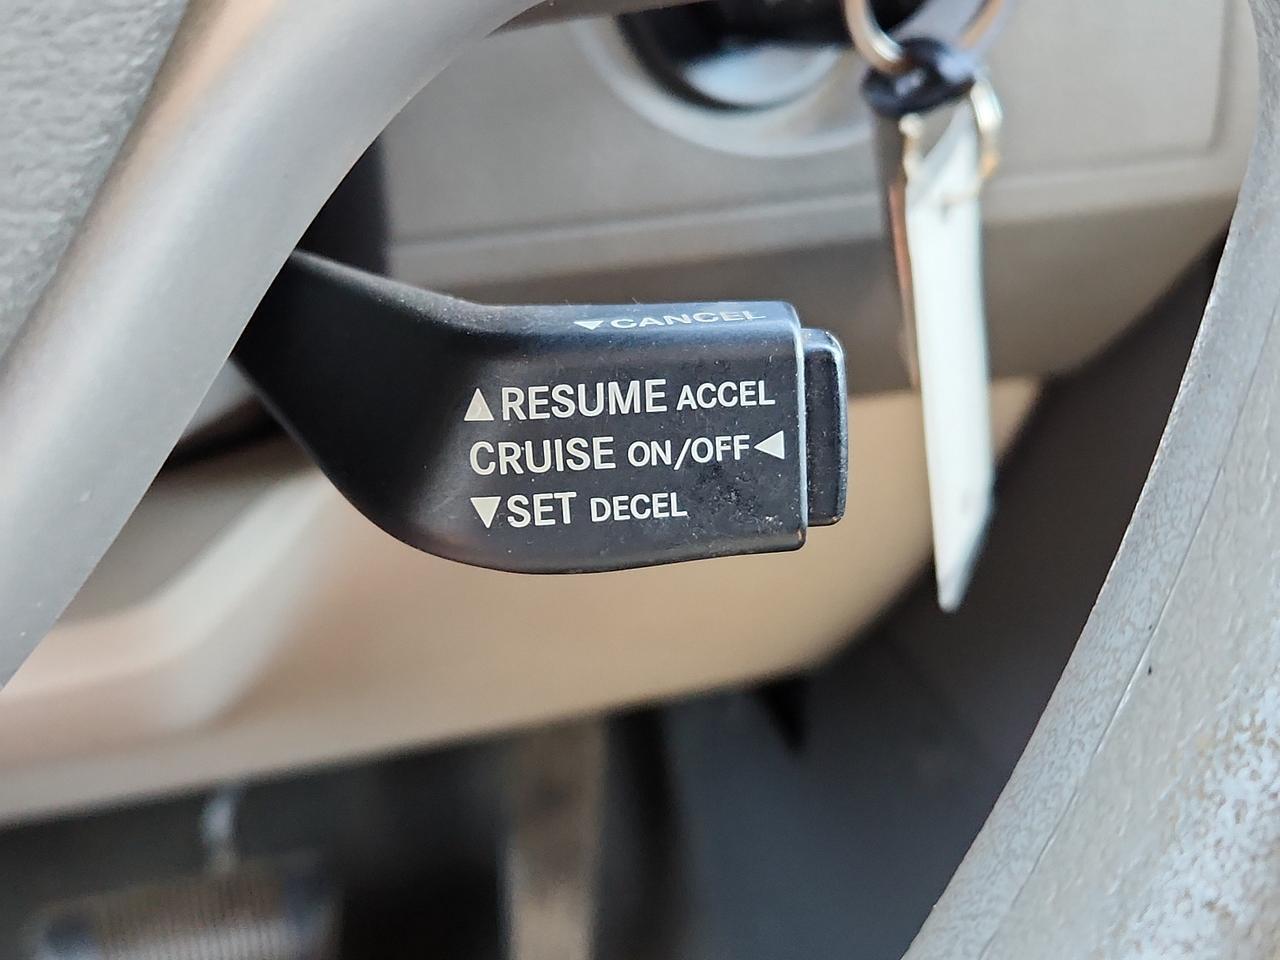 ▼CANCEL
▲RESUME ACCEL
CRUISE ON/OFF◀
▼SET DECEL